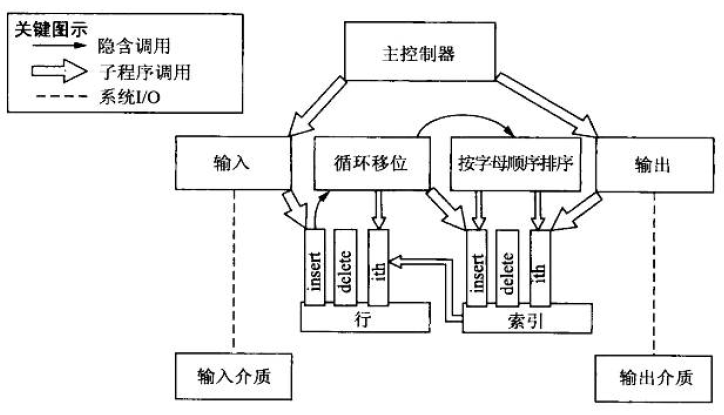 关键图示
隐含调用
子程序调用
系统I/O
主控制器
输入
循环移位
按字母顺序排序
输出
insert
delete
ith
insert
delete
ith
行
索引
输入介质
输出介质